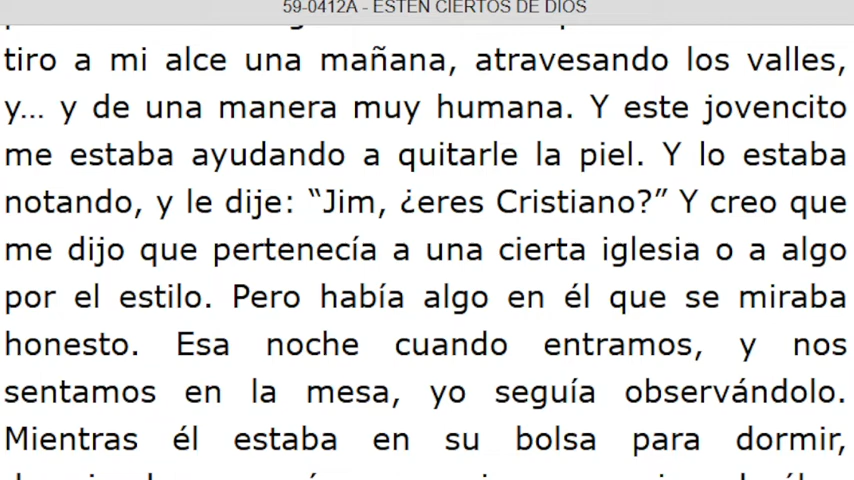 59-0412A - ESTÉN CIERTOS DE DIOS
tiro a mi alce una mañana, atravesando los valles,
y... y de una manera muy humana. Y este jovencito
me estaba ayudando a quitarle la piel. Y lo estaba
notando, y le dije: “Jim, ¿eres Cristiano?” Y creo que
me dijo que pertenecía a una cierta iglesia o a algo
por el estilo. Pero había algo en él que se miraba
honesto. Esa noche cuando entramos, y nos
sentamos en la mesa, yo seguía observándolo.
Mientras él estaba en su bolsa para dormir,